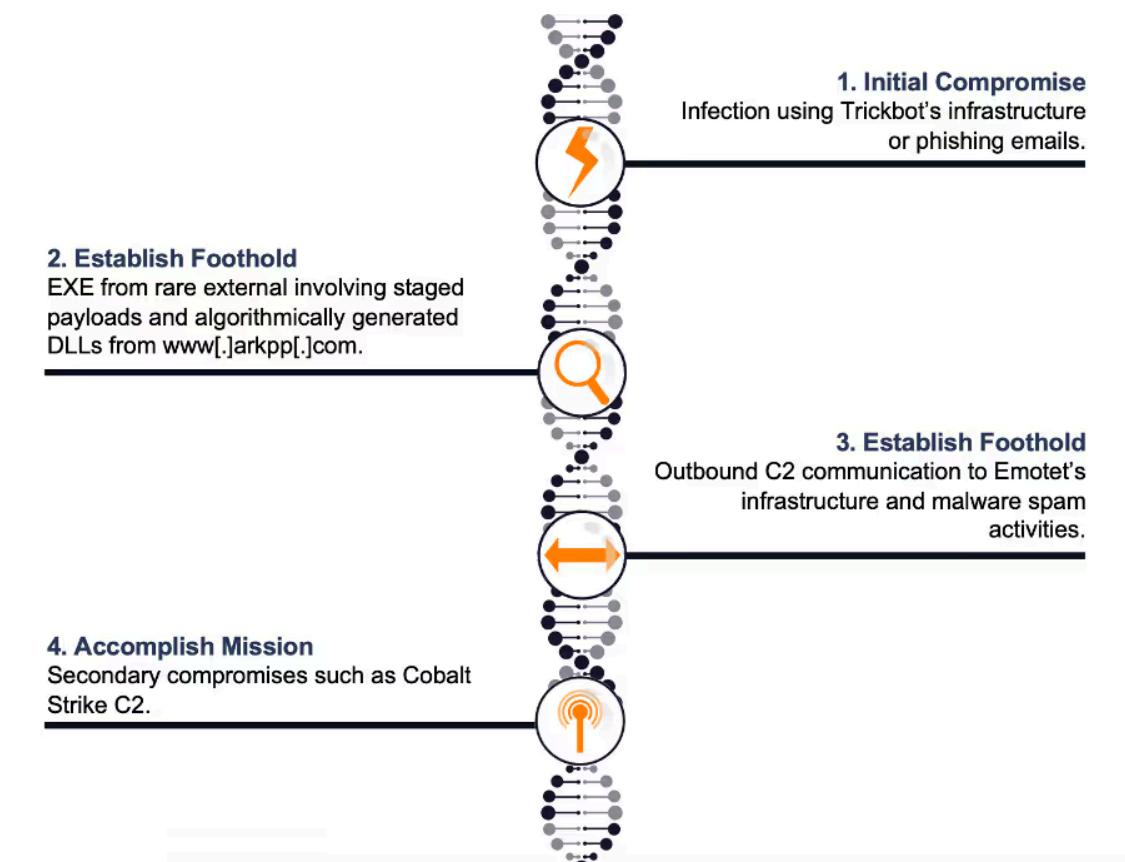 1. Initial Compromise
Infection using Trickbot’s infrastructure
or phishing emails.
2. Establish Foothold
EXE from rare external involving staged
payloads and algorithmically generated
DLLs from www[.]arkpp[.]com.
3. Establish Foothold
Outbound C2 communication to Emotet’s
infrastructure and malware spam
activities.
4. Accomplish Mission
Secondary compromises such as Cobalt
Strike C2.